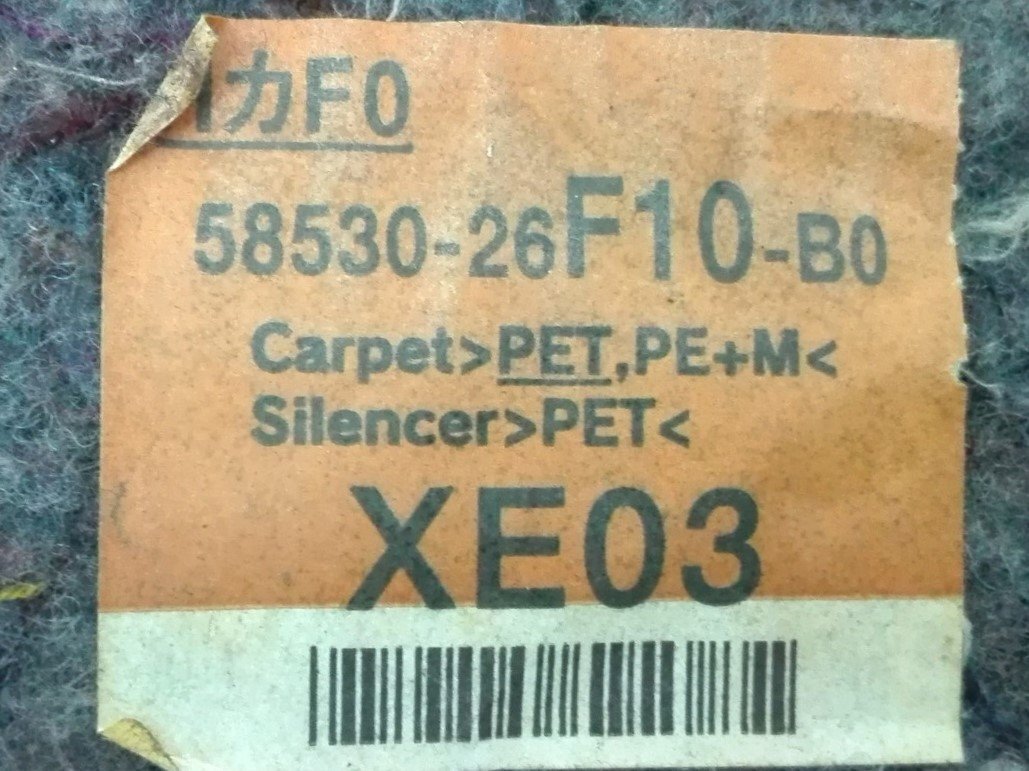 カF0
58530-26F10-B0
Carpet>PET,PE+M<
Silencer>PET<
XE03